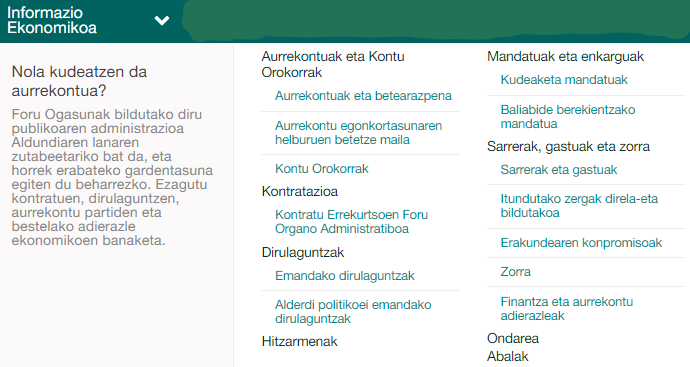 Informazio
Ekonomikoa
Nola kudeatzen da
aurrekontua?
Foru Ogasunak bildutako diru
publikoaren administrazioa
Aldundiaren lanaren
zutabeetariko bat da, eta
horrek erabateko gardentasuna
egiten du beharrezko. Ezagutu
kontratuen, dirulaguntzen,
aurrekontu partiden eta
bestelako adierazle
ekonomikoen banaketa.
Aurrekontuak eta Kontu
Orokorrak
Aurrekontuak eta betearazpena
Aurrekontu egonkortasunaren
helburuen betetze maila
Kontu Orokorrak
Kontratazioa
Kontratu Errekurtsoen Foru
Organo Administratiboa
Dirulaguntzak
Emandako dirulaguntzak
Alderdi politikoei emandako
dirulaguntzak
Hitzarmenak
Mandatuak eta enkarguak
Kudeaketa mandatuak
Baliabide berekientzako
mandatua
Sarrerak, gastuak eta zorra
Sarrerak eta gastuak
Itundutako zergak direla-eta
bildutakoa
Erakundearen konpromisoak
Zorra
Finantza eta aurrekontu
adierazleak
Ondarea
Abalak